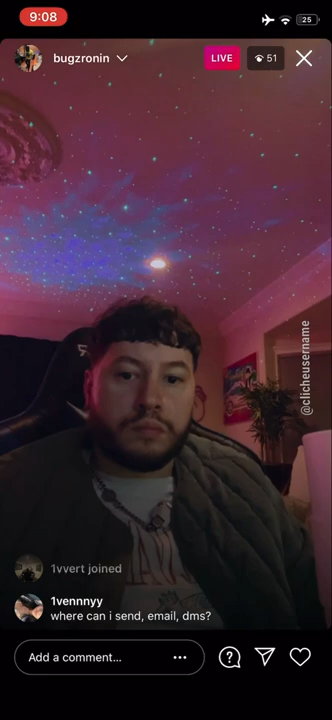 9:08
25
bugzronin
LIVE
51
@clicheusername
1vvert joined
1vennnyy
where can i send, email, dms?
Add a comment...